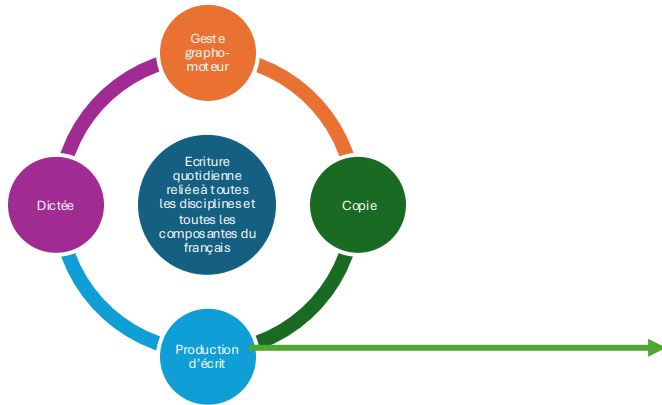 Geste
grapho-
moteur
Ecriture
quotidienne
reliée à toutes
les disciplines et
toutes les
composantes du
français
Dictée
Copie
Production
d'écrit